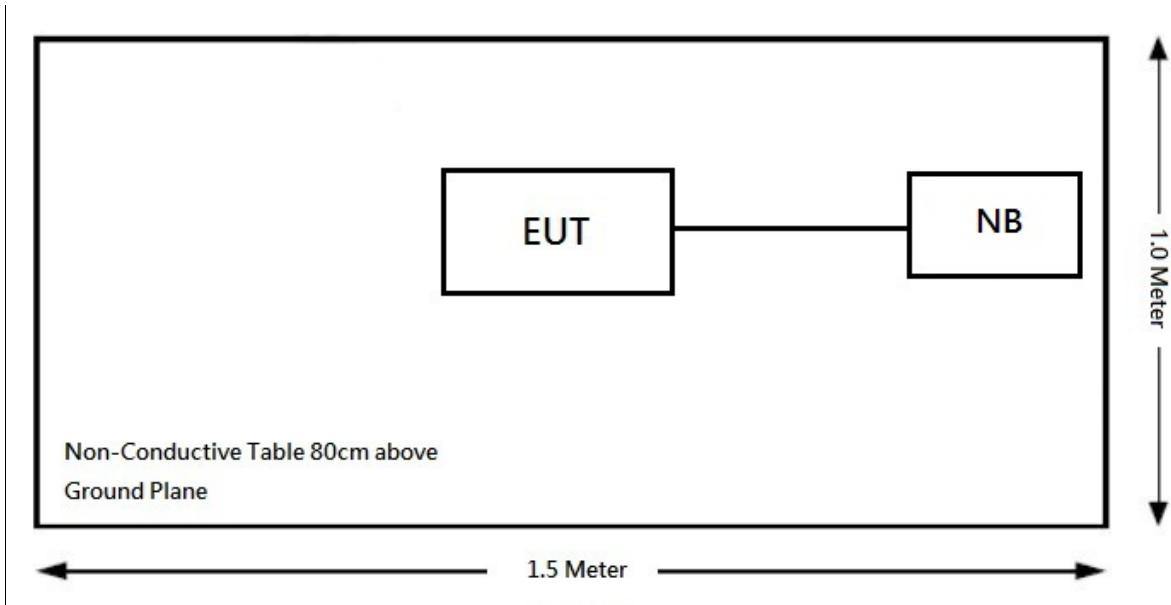 EUT
NB
1.0 Meter
Non-Conductive Table 80cm above
Ground Plane
1.5 Meter